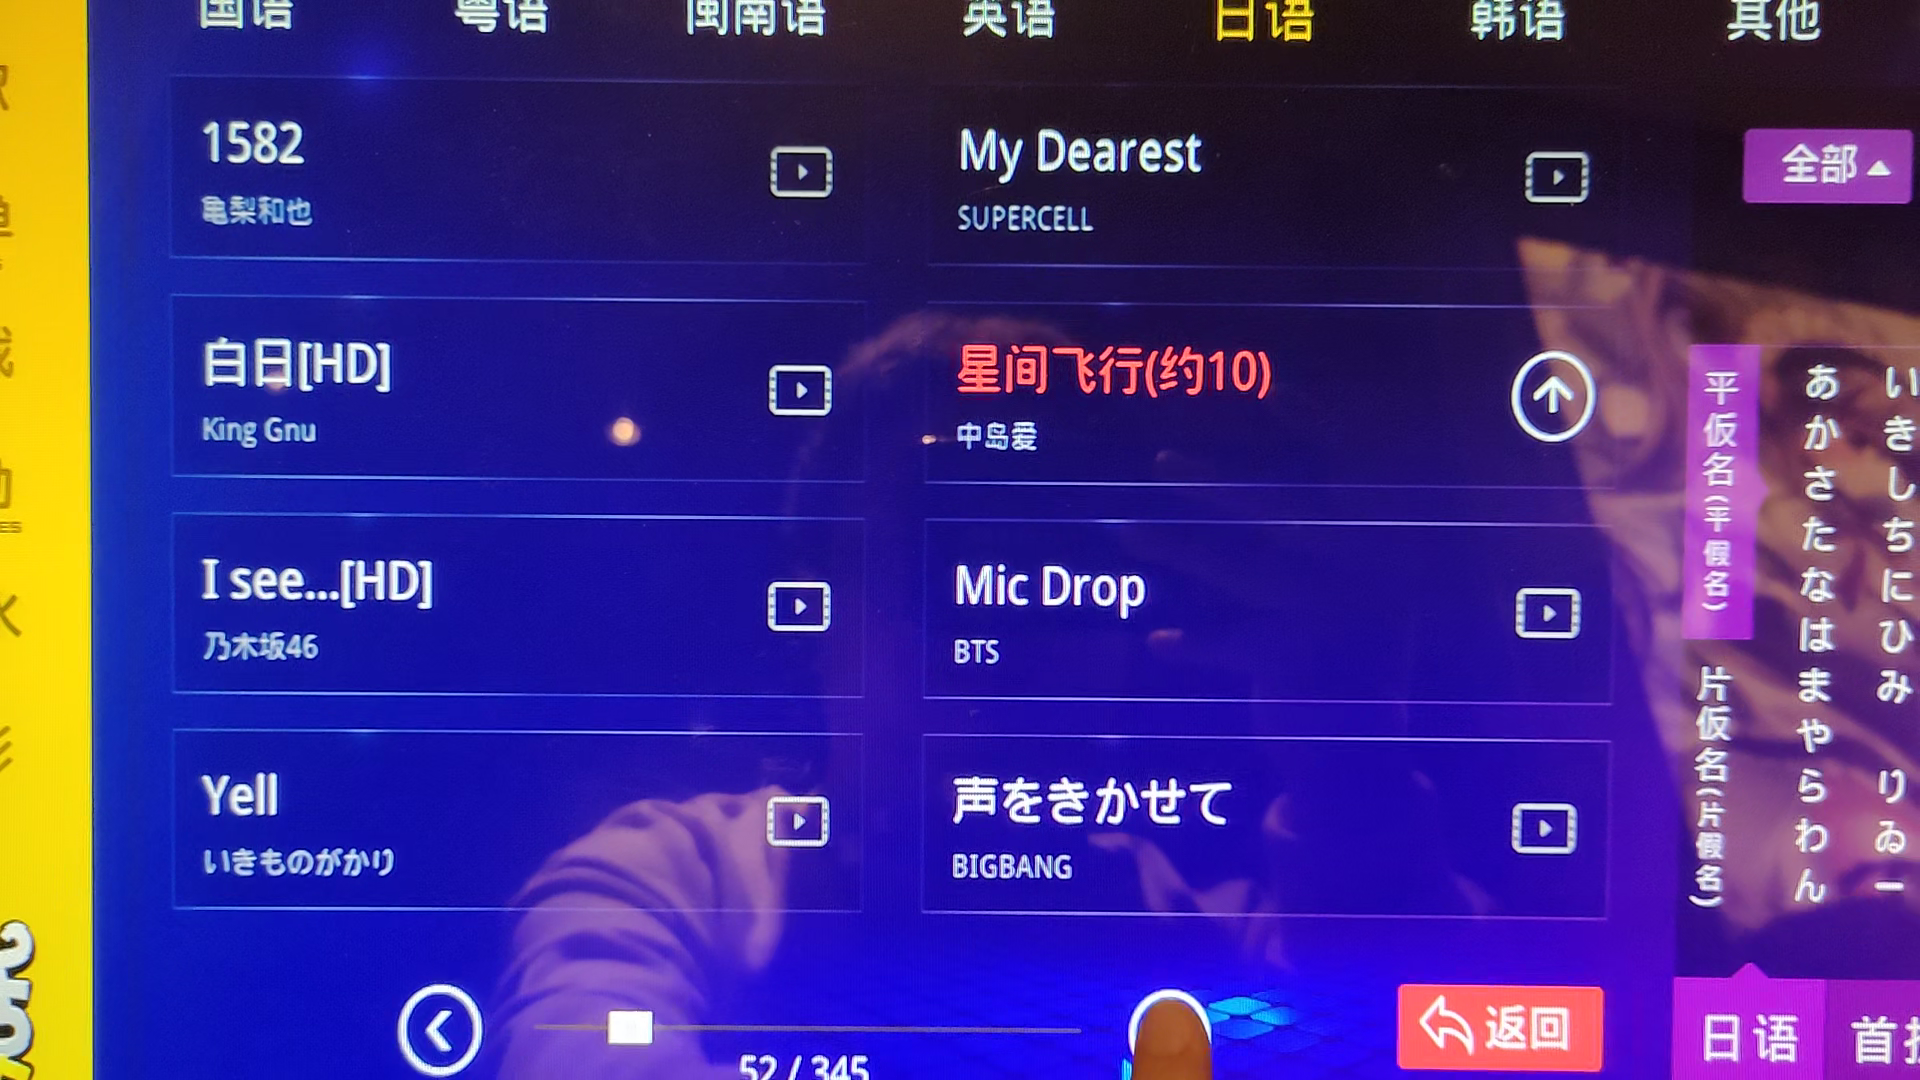 国语 粤语 闽南语 英语 日语 韩语 其他
1582
亀梨和也
My Dearest
SUPERCELL
全部
白日[HD]
King Gnu
星间飞行(约10)
中岛爱
I see...[HD]
乃木坂46
Mic Drop
BTS
Yell
いきものがかり
声をきかせて
BIGBANG
平仮名(平假名)
片仮名(片假名)
あかさたなはまやらわん
いきしちにひみ りゐー
52 / 345
返回
日语
首